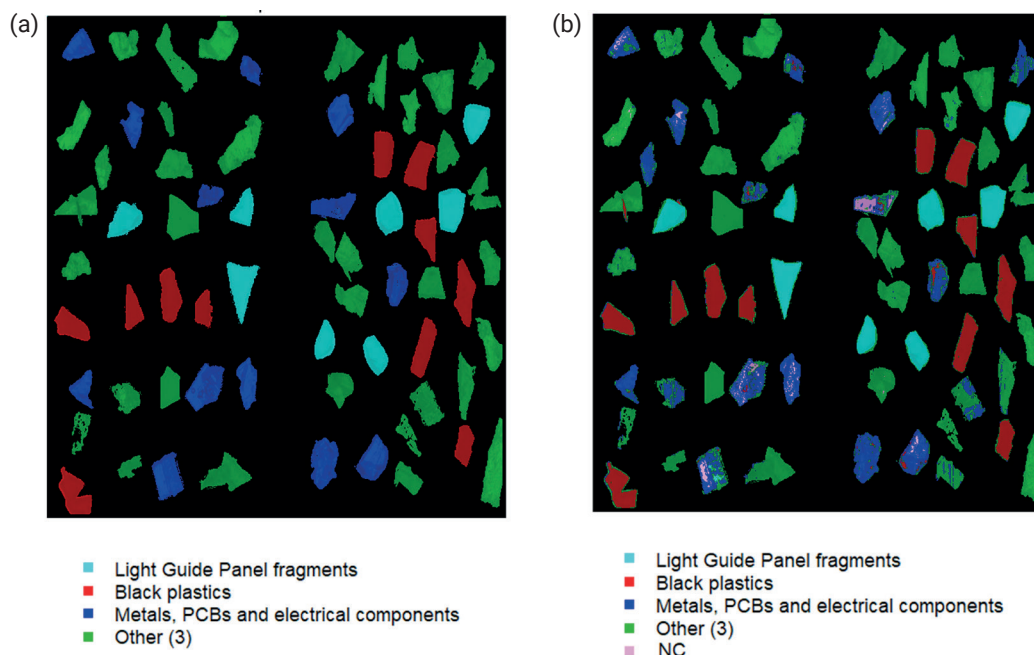 (a)
(b)
Light Guide Panel fragments
Black plastics
Metals, PCBs and electrical components
Other (3)
Light Guide Panel fragments
Black plastics
Metals, PCBs and electrical components
Other (3)
NC